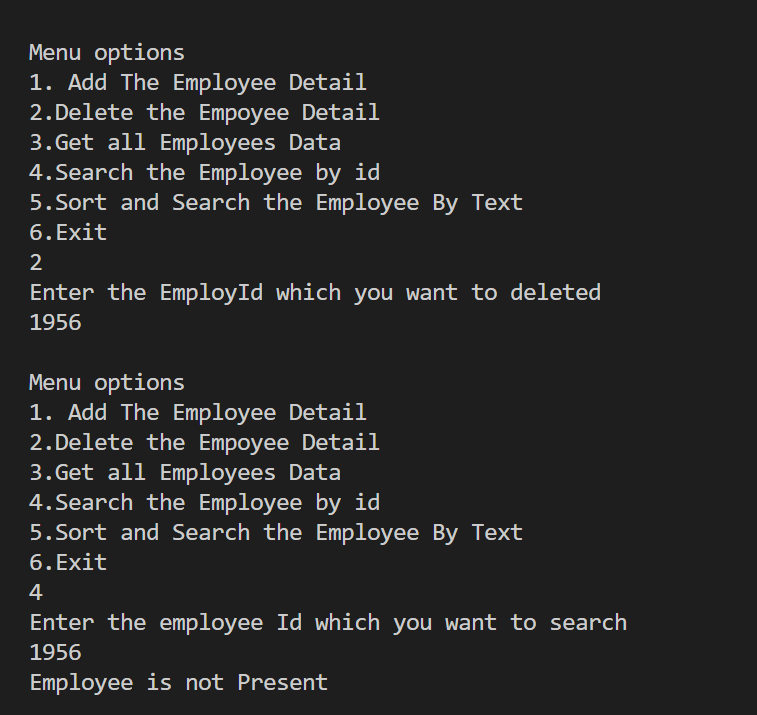 Menu options
1. Add The Employee Detail
2.Delete the Empoyee Detail
3.Get all Employees Data
4.Search the Employee by id
5.Sort and Search the Employee By Text
6.Exit
2
Enter the EmployId which you want to deleted
1956
Menu options
1. Add The Employee Detail
2.Delete the Empoyee Detail
3.Get all Employees Data
4.Search the Employee by id
5.Sort and Search the Employee By Text
6.Exit
4
Enter the employee Id which you want to search
1956
Employee is not Present